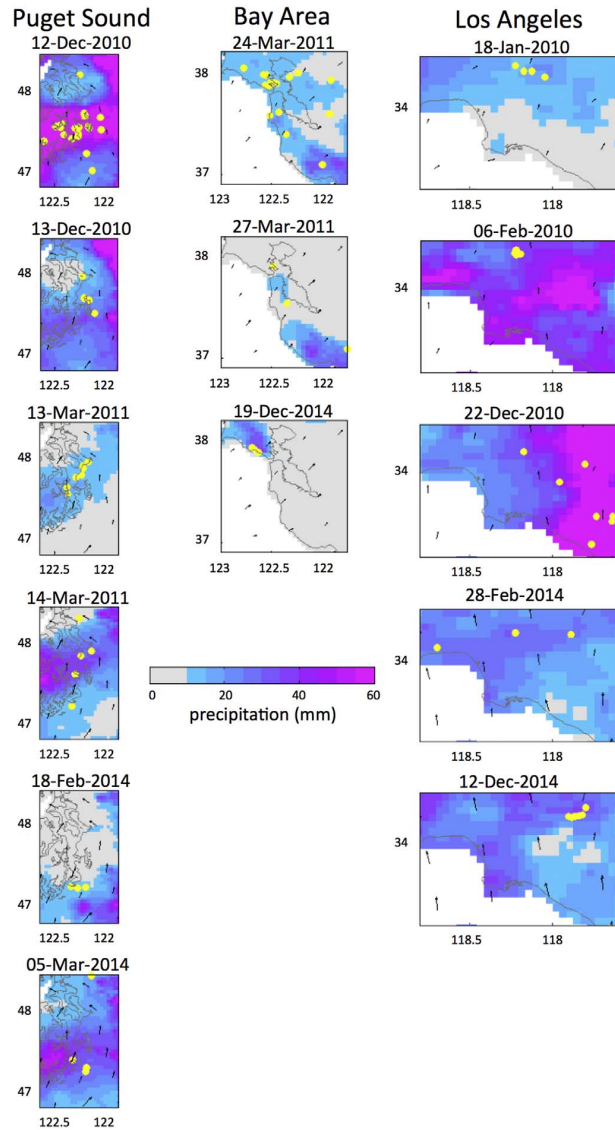 Puget Sound
12-Dec-2010
48
47
122.5 122
13-Dec-2010
48
47
122.5 122
13-Mar-2011
48
47
122.5 122
14-Mar-2011
48
47
122.5 122
18-Feb-2014
48
47
122.5 122
05-Mar-2014
48
47
122.5 122
Bay Area
24-Mar-2011
38
37
123 122.5 122
27-Mar-2011
38
37
123 122.5 122
19-Dec-2014
38
37
123 122.5 122
0 20 40 60
precipitation (mm)
Los Angeles
18-Jan-2010
34
118.5 118
06-Feb-2010
34
118.5 118
22-Dec-2010
34
118.5 118
28-Feb-2014
34
118.5 118
12-Dec-2014
34
118.5 118